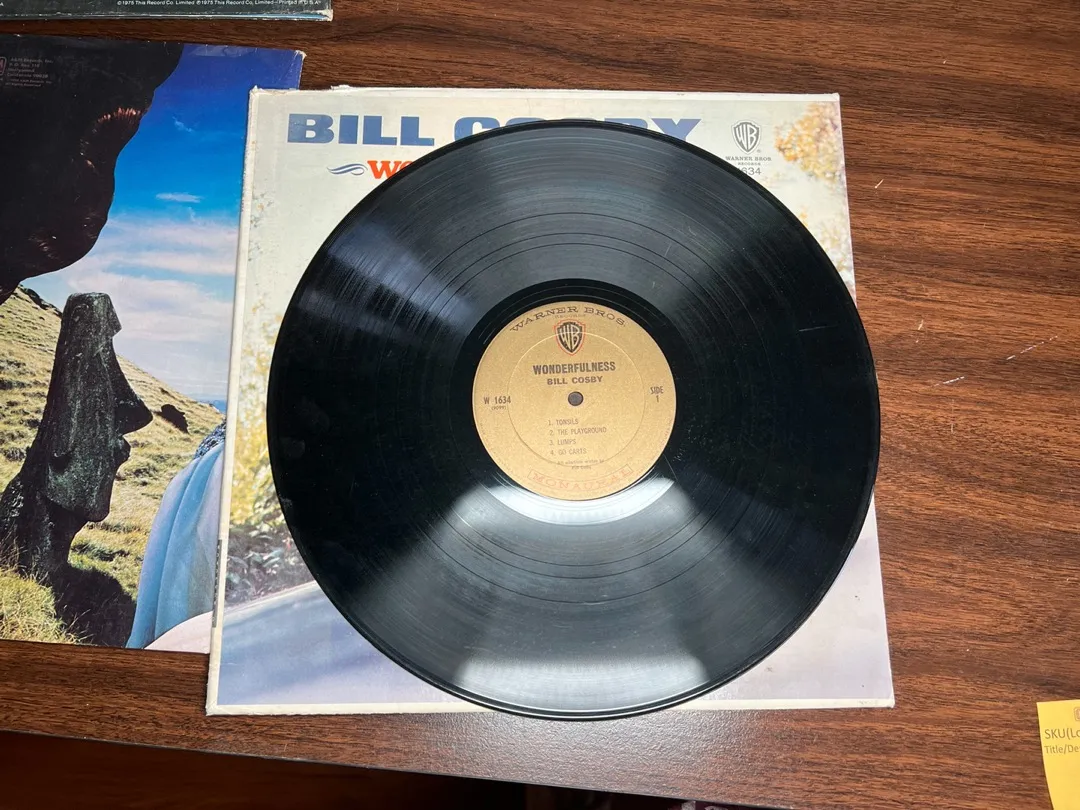 ©1975 This Record Co. Limited ℗1975 This Record Co. Limited – Printed in U.S.A.
BILL COSBY
WARNER BROS
RECORDS
WARNER BROS.
RECORDS
WB
WONDERFULNESS
BILL COSBY
W 1634
SIDE
1
1. TONSILS
2. THE PLAYGROUND
3. LUMPS
4. GO CARTS
MONAURAL
SKU
Title/De